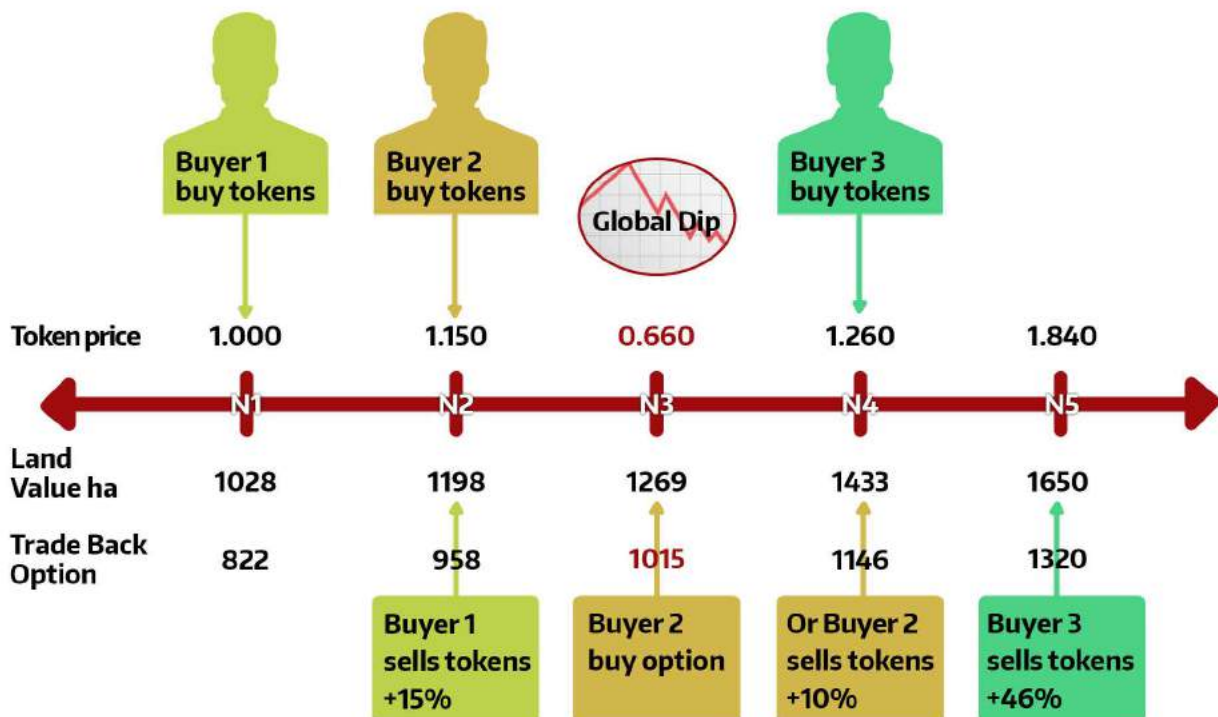 Buyer 1
buy tokens
Buyer 2
buy tokens
Global Dip
Buyer 3
buy tokens
Token price 1.000 1.150 0.660 1.260 1.840
N1 N2 N3 N4 N5
Land
Value ha 1028 1198 1269 1433 1650
Trade Back
Option 822 958 1015 1146 1320
Buyer 1
sells tokens
+15%
Buyer 2
buy option
Or Buyer 2
sells tokens
+10%
Buyer 3
sells tokens
+46%